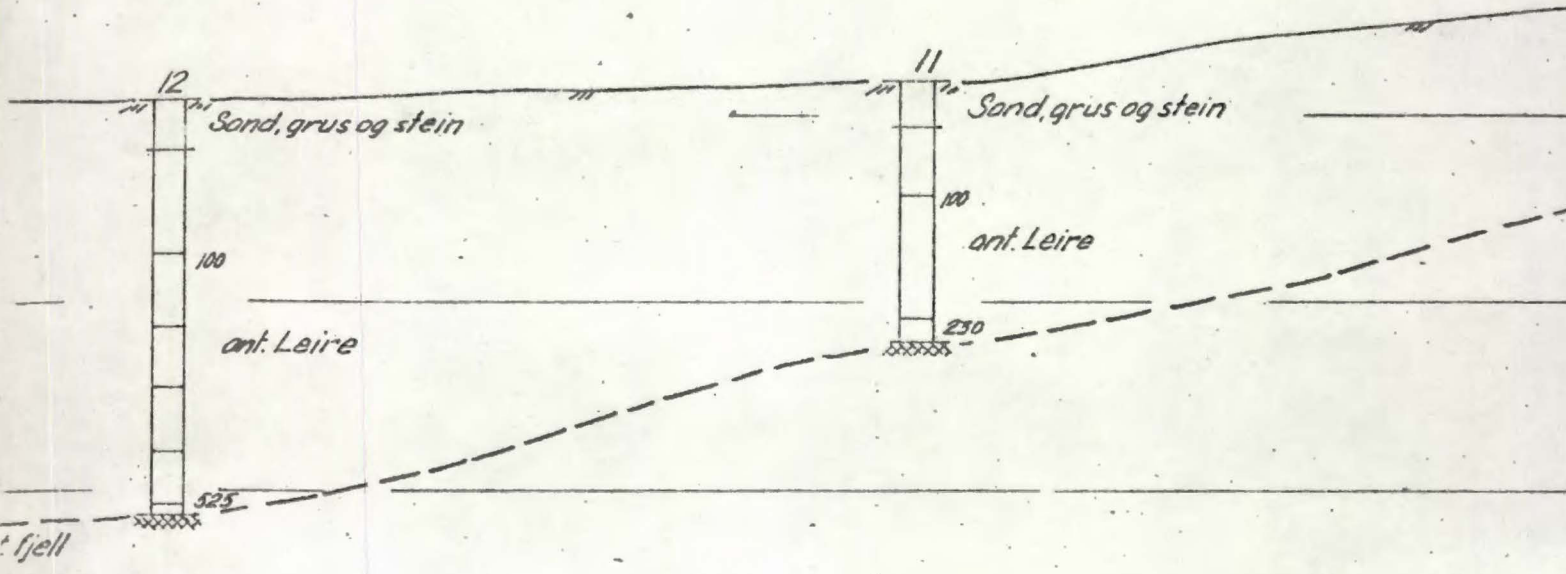 12
11
Sand, grus og stein
Sand, grus og stein
100
100
ant. Leire
230
ant. Leire
525
t fjell